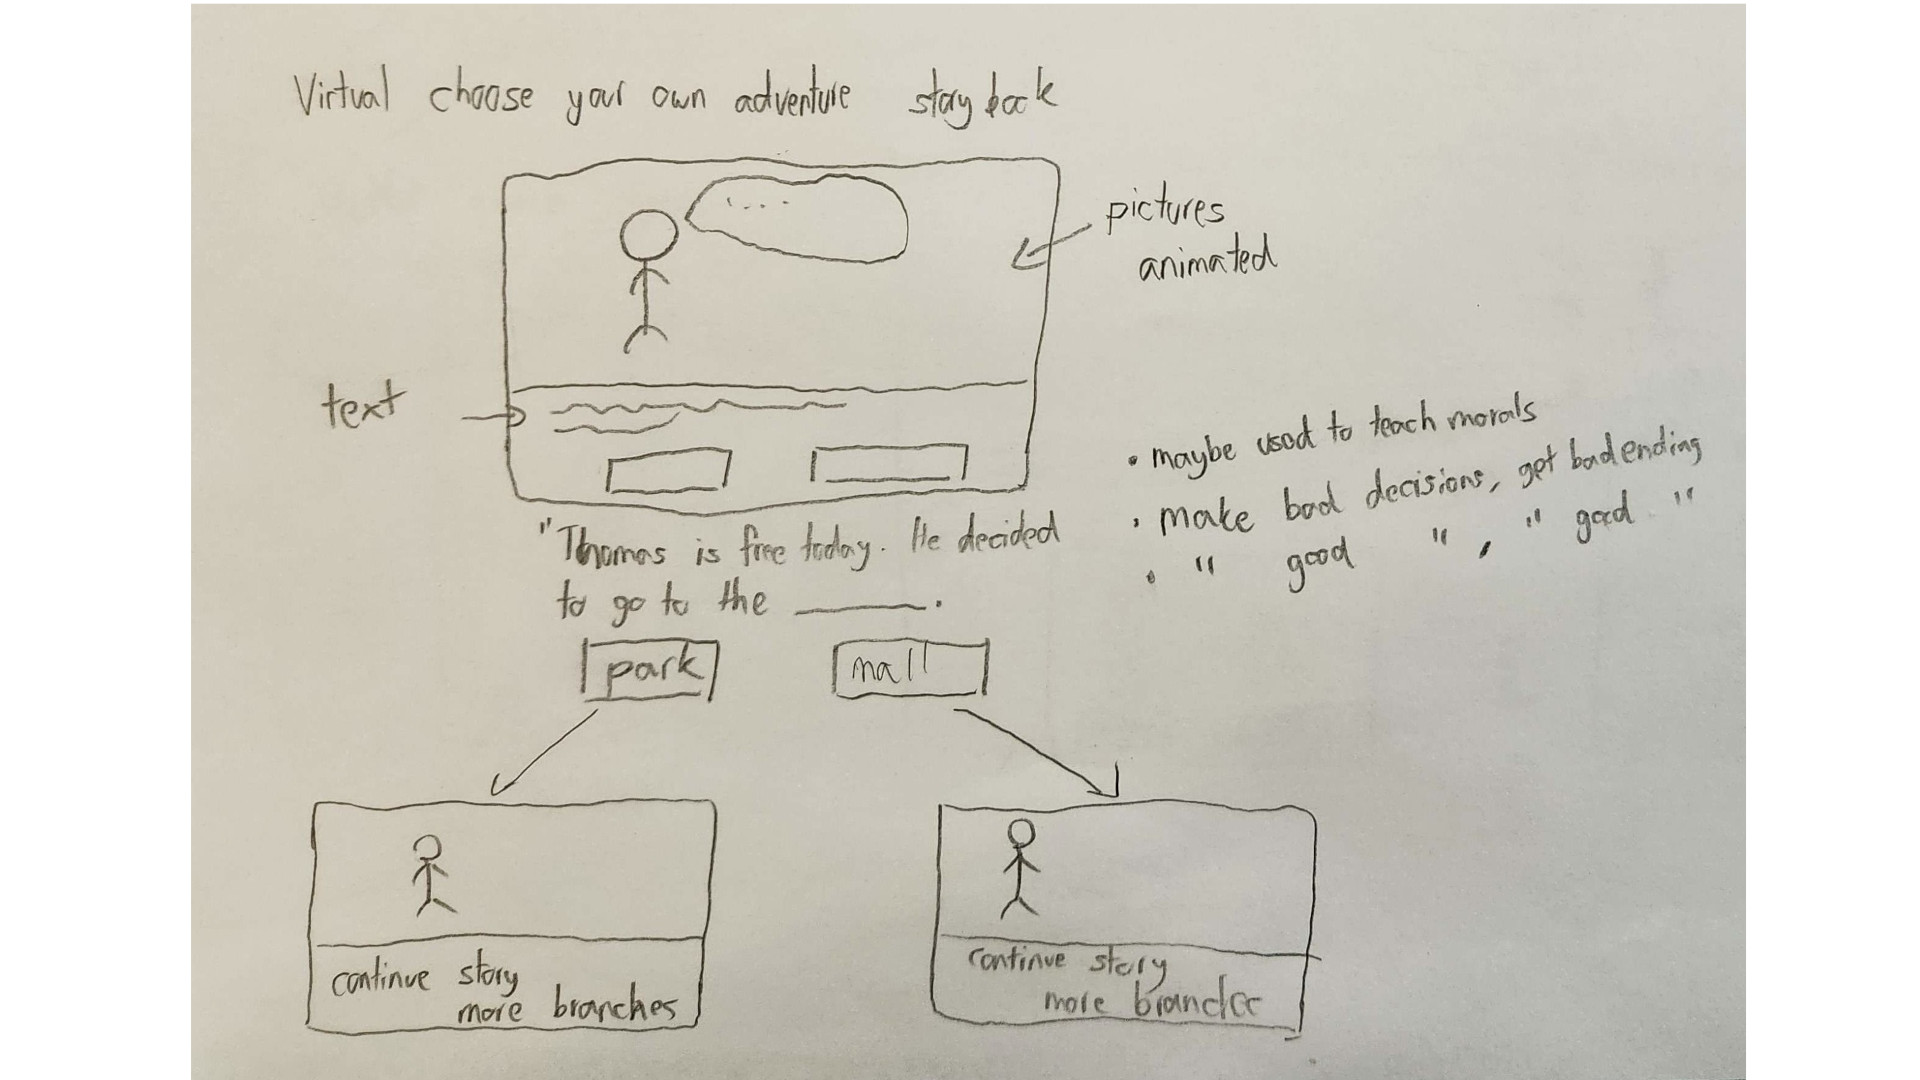 Virtual choose your own adventure storybook
....
pictures
animated
text
• maybe used to teach morals
• make bad decisions, get bad ending
• " good ", " good "
"Thomas is free today. He decided
to go to the ______.
park
mall
continue story
more branches
continue story
more branches